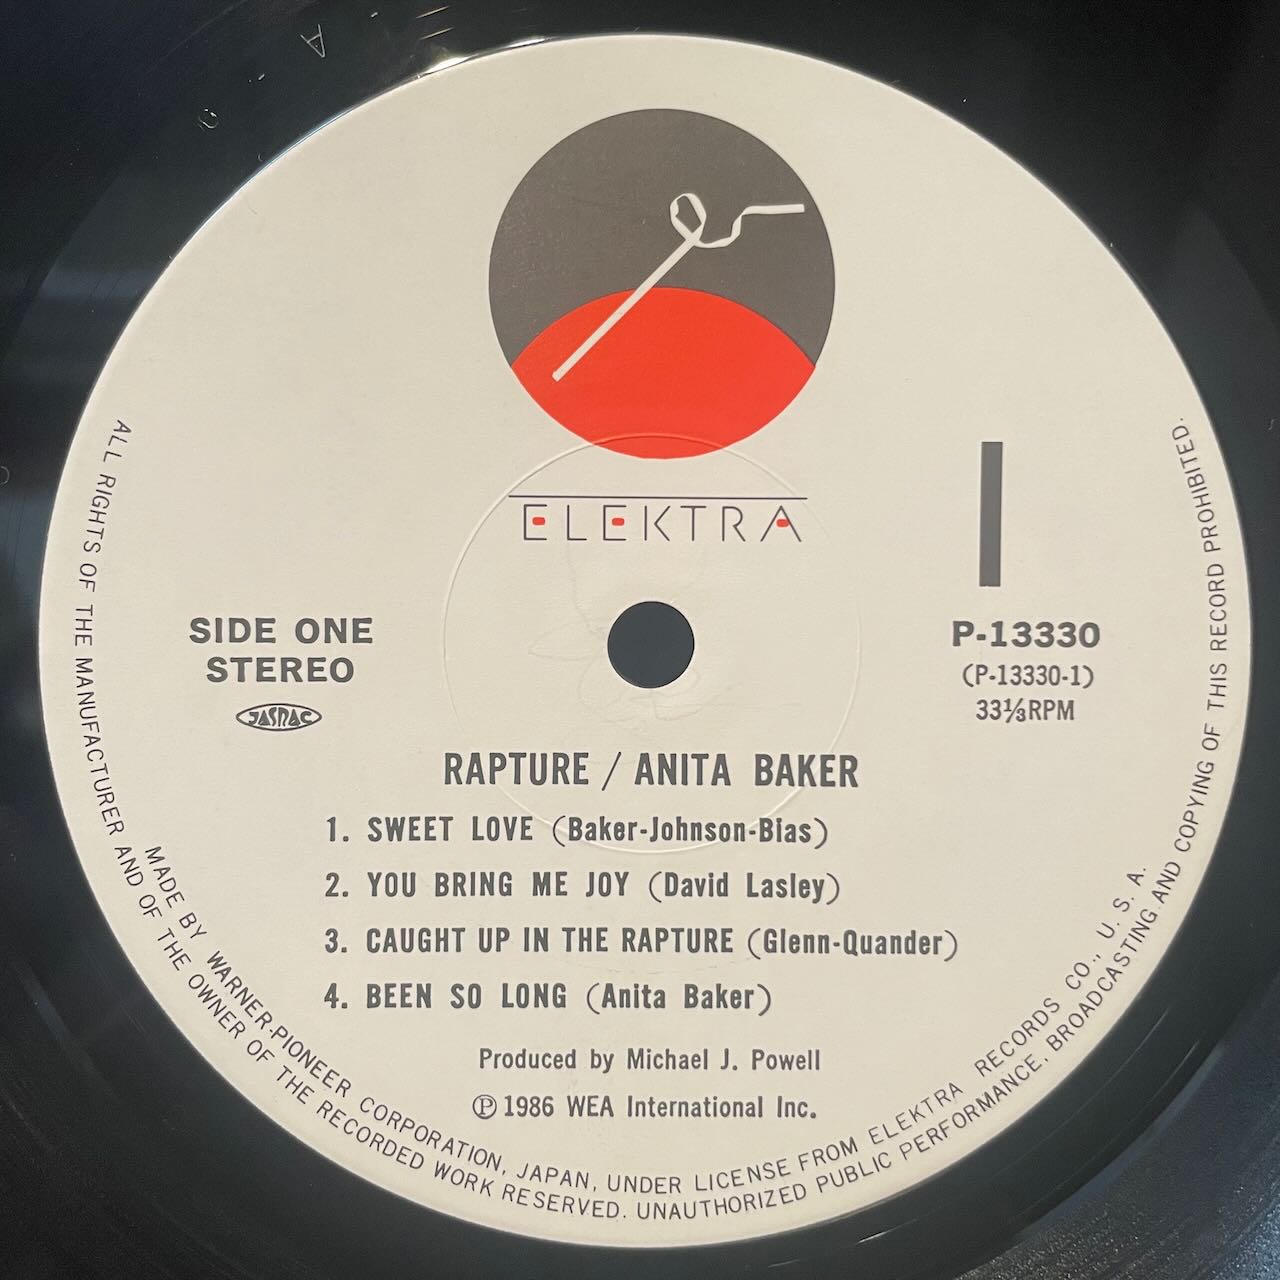 A
ELEKTRA
SIDE ONE
STEREO
JASRAC
P-13330
(P-13330-1)
33⅓RPM
RAPTURE / ANITA BAKER
1. SWEET LOVE (Baker-Johnson-Bias)
2. YOU BRING ME JOY (David Lasley)
3. CAUGHT UP IN THE RAPTURE (Glenn-Quander)
4. BEEN SO LONG (Anita Baker)
Produced by Michael J. Powell
Ⓟ1986 WEA International Inc.
MADE BY WARNER-PIONEER CORPORATION, JAPAN, UNDER LICENSE FROM ELEKTRA RECORDS CO., U. S. A.
ALL RIGHTS OF THE MANUFACTURER AND OF THE OWNER OF THE RECORDED WORK RESERVED. UNAUTHORIZED PUBLIC PERFORMANCE, BROADCASTING AND COPYING OF THIS RECORD PROHIBITED.